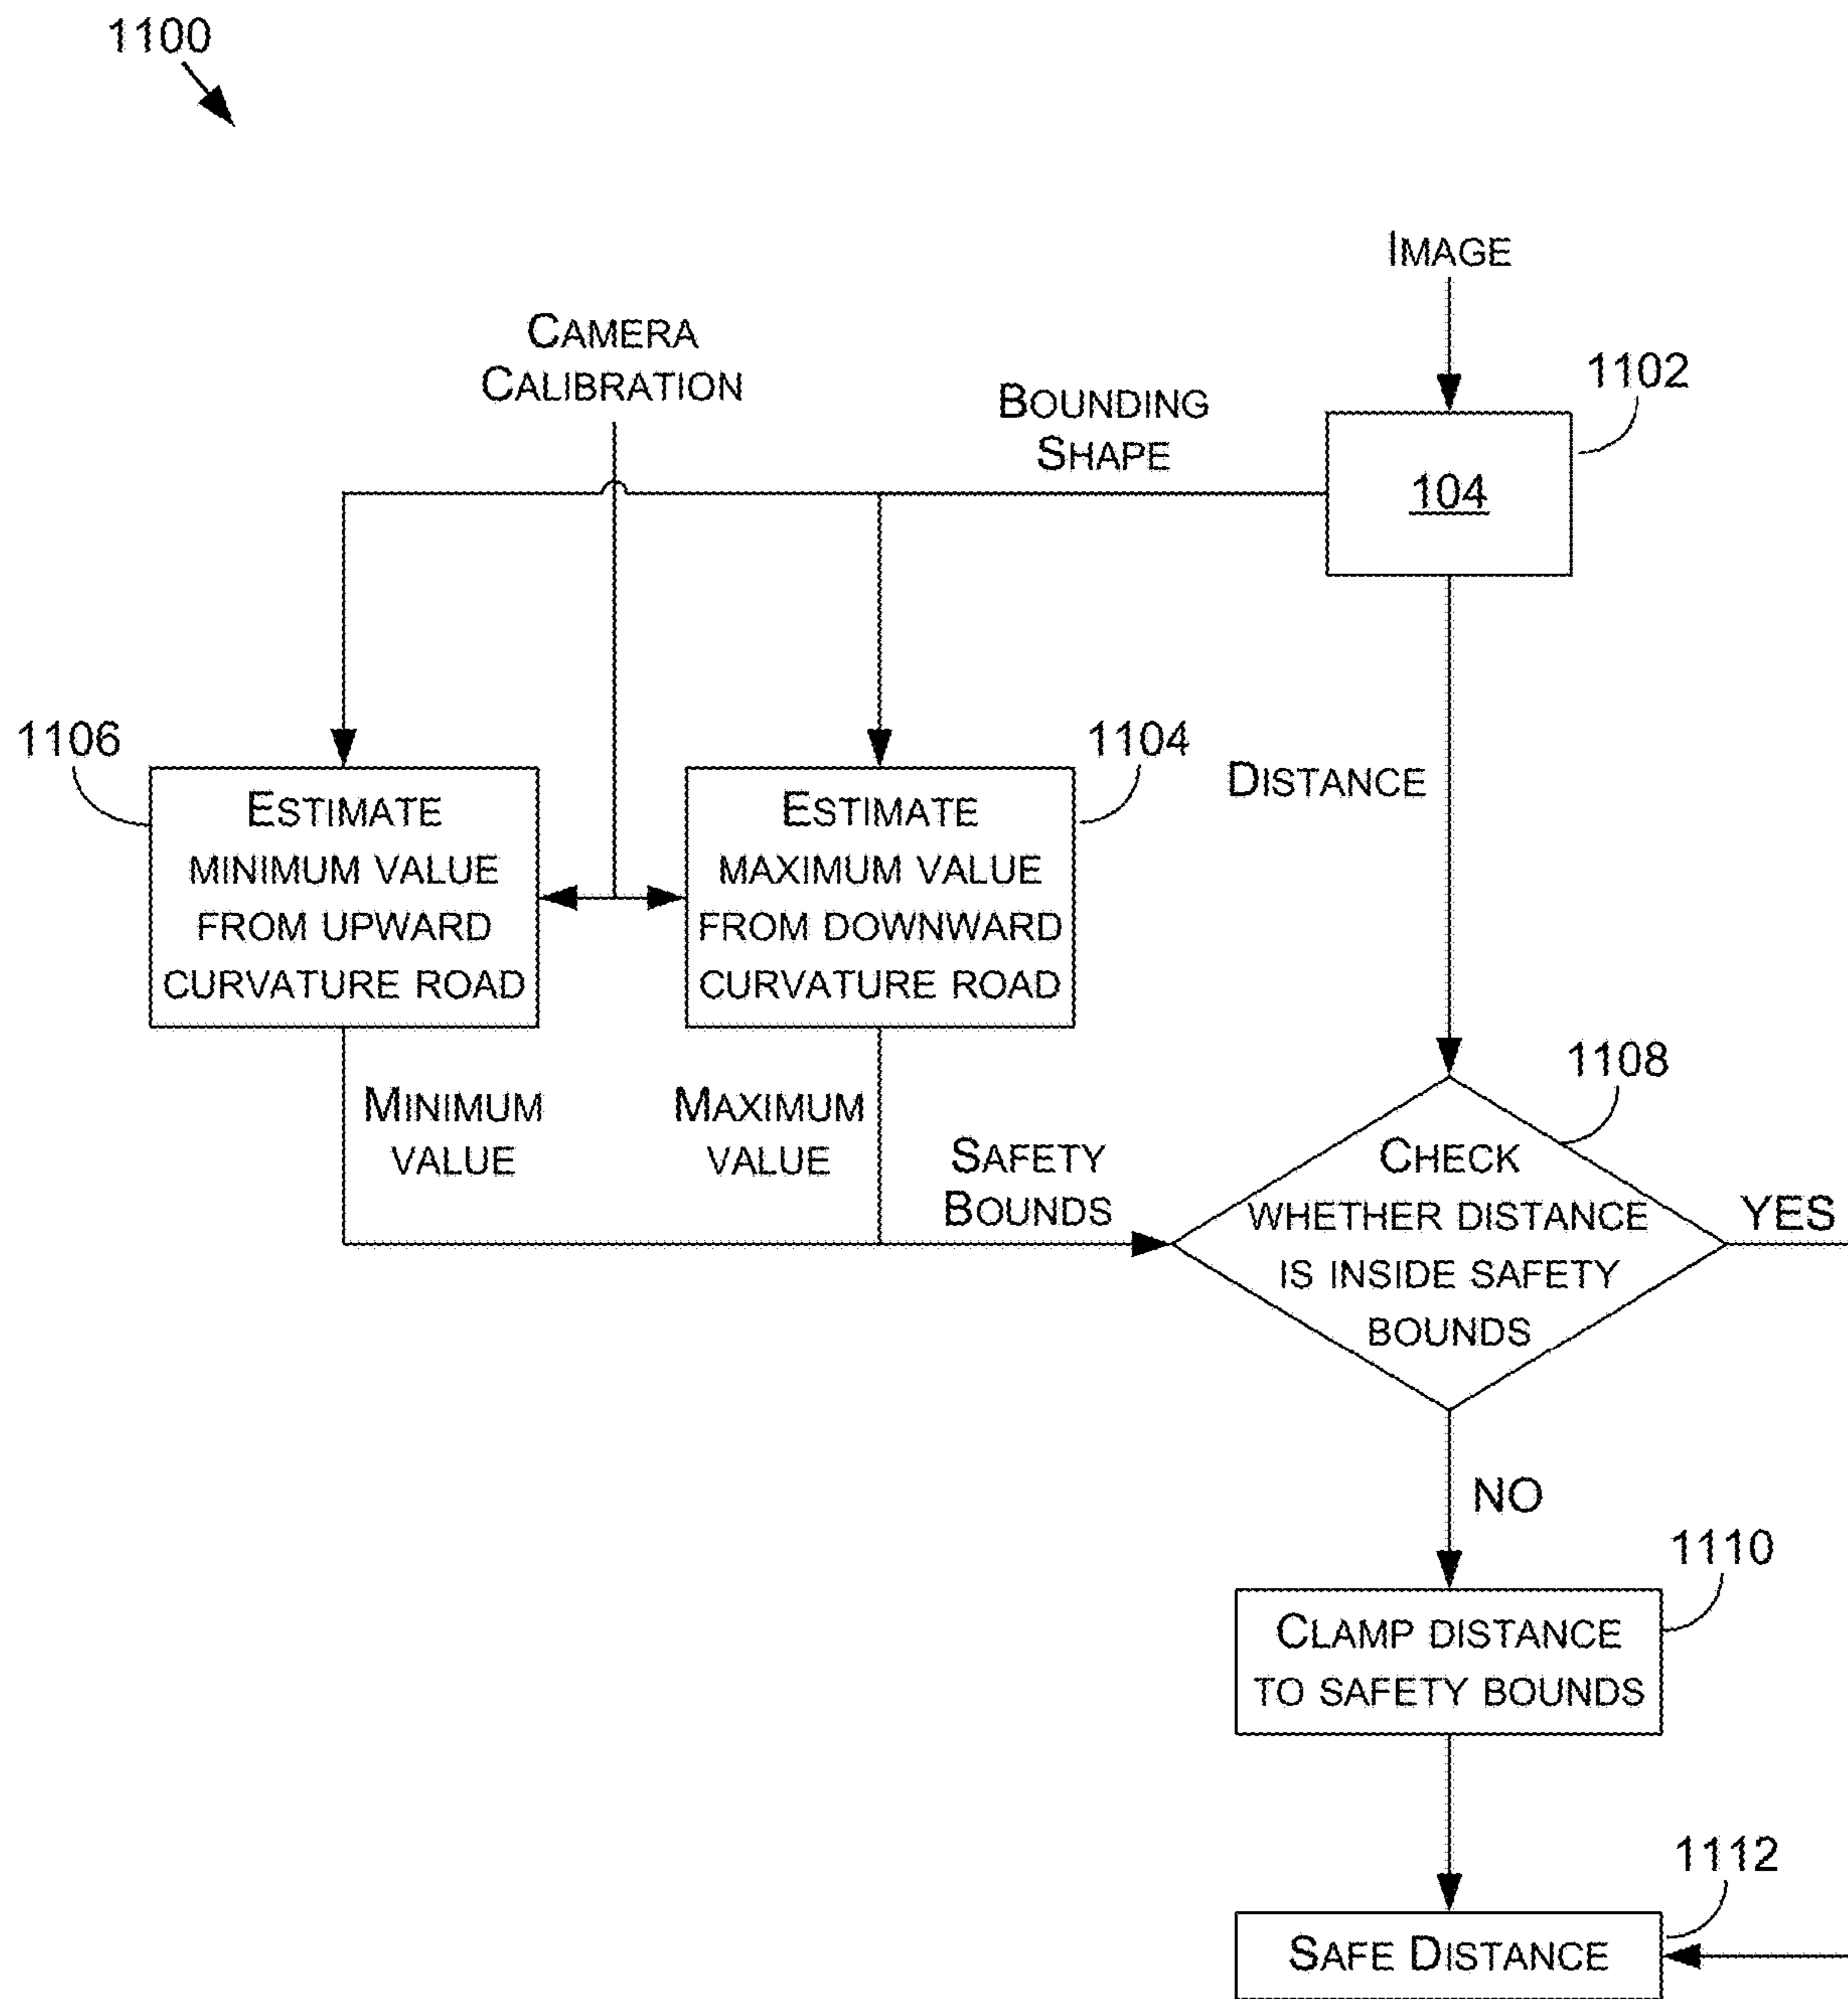 1100
IMAGE
CAMERA
CALIBRATION
BOUNDING
SHAPE
1102
104
1106
1104
ESTIMATE
MINIMUM VALUE
FROM UPWARD
CURVATURE ROAD
ESTIMATE
MAXIMUM VALUE
FROM DOWNWARD
CURVATURE ROAD
DISTANCE
1108
MINIMUM
VALUE
MAXIMUM
VALUE
SAFETY
BOUNDS
CHECK
WHETHER DISTANCE
IS INSIDE SAFETY
BOUNDS
YES
NO
1110
CLAMP DISTANCE
TO SAFETY BOUNDS
1112
SAFE DISTANCE